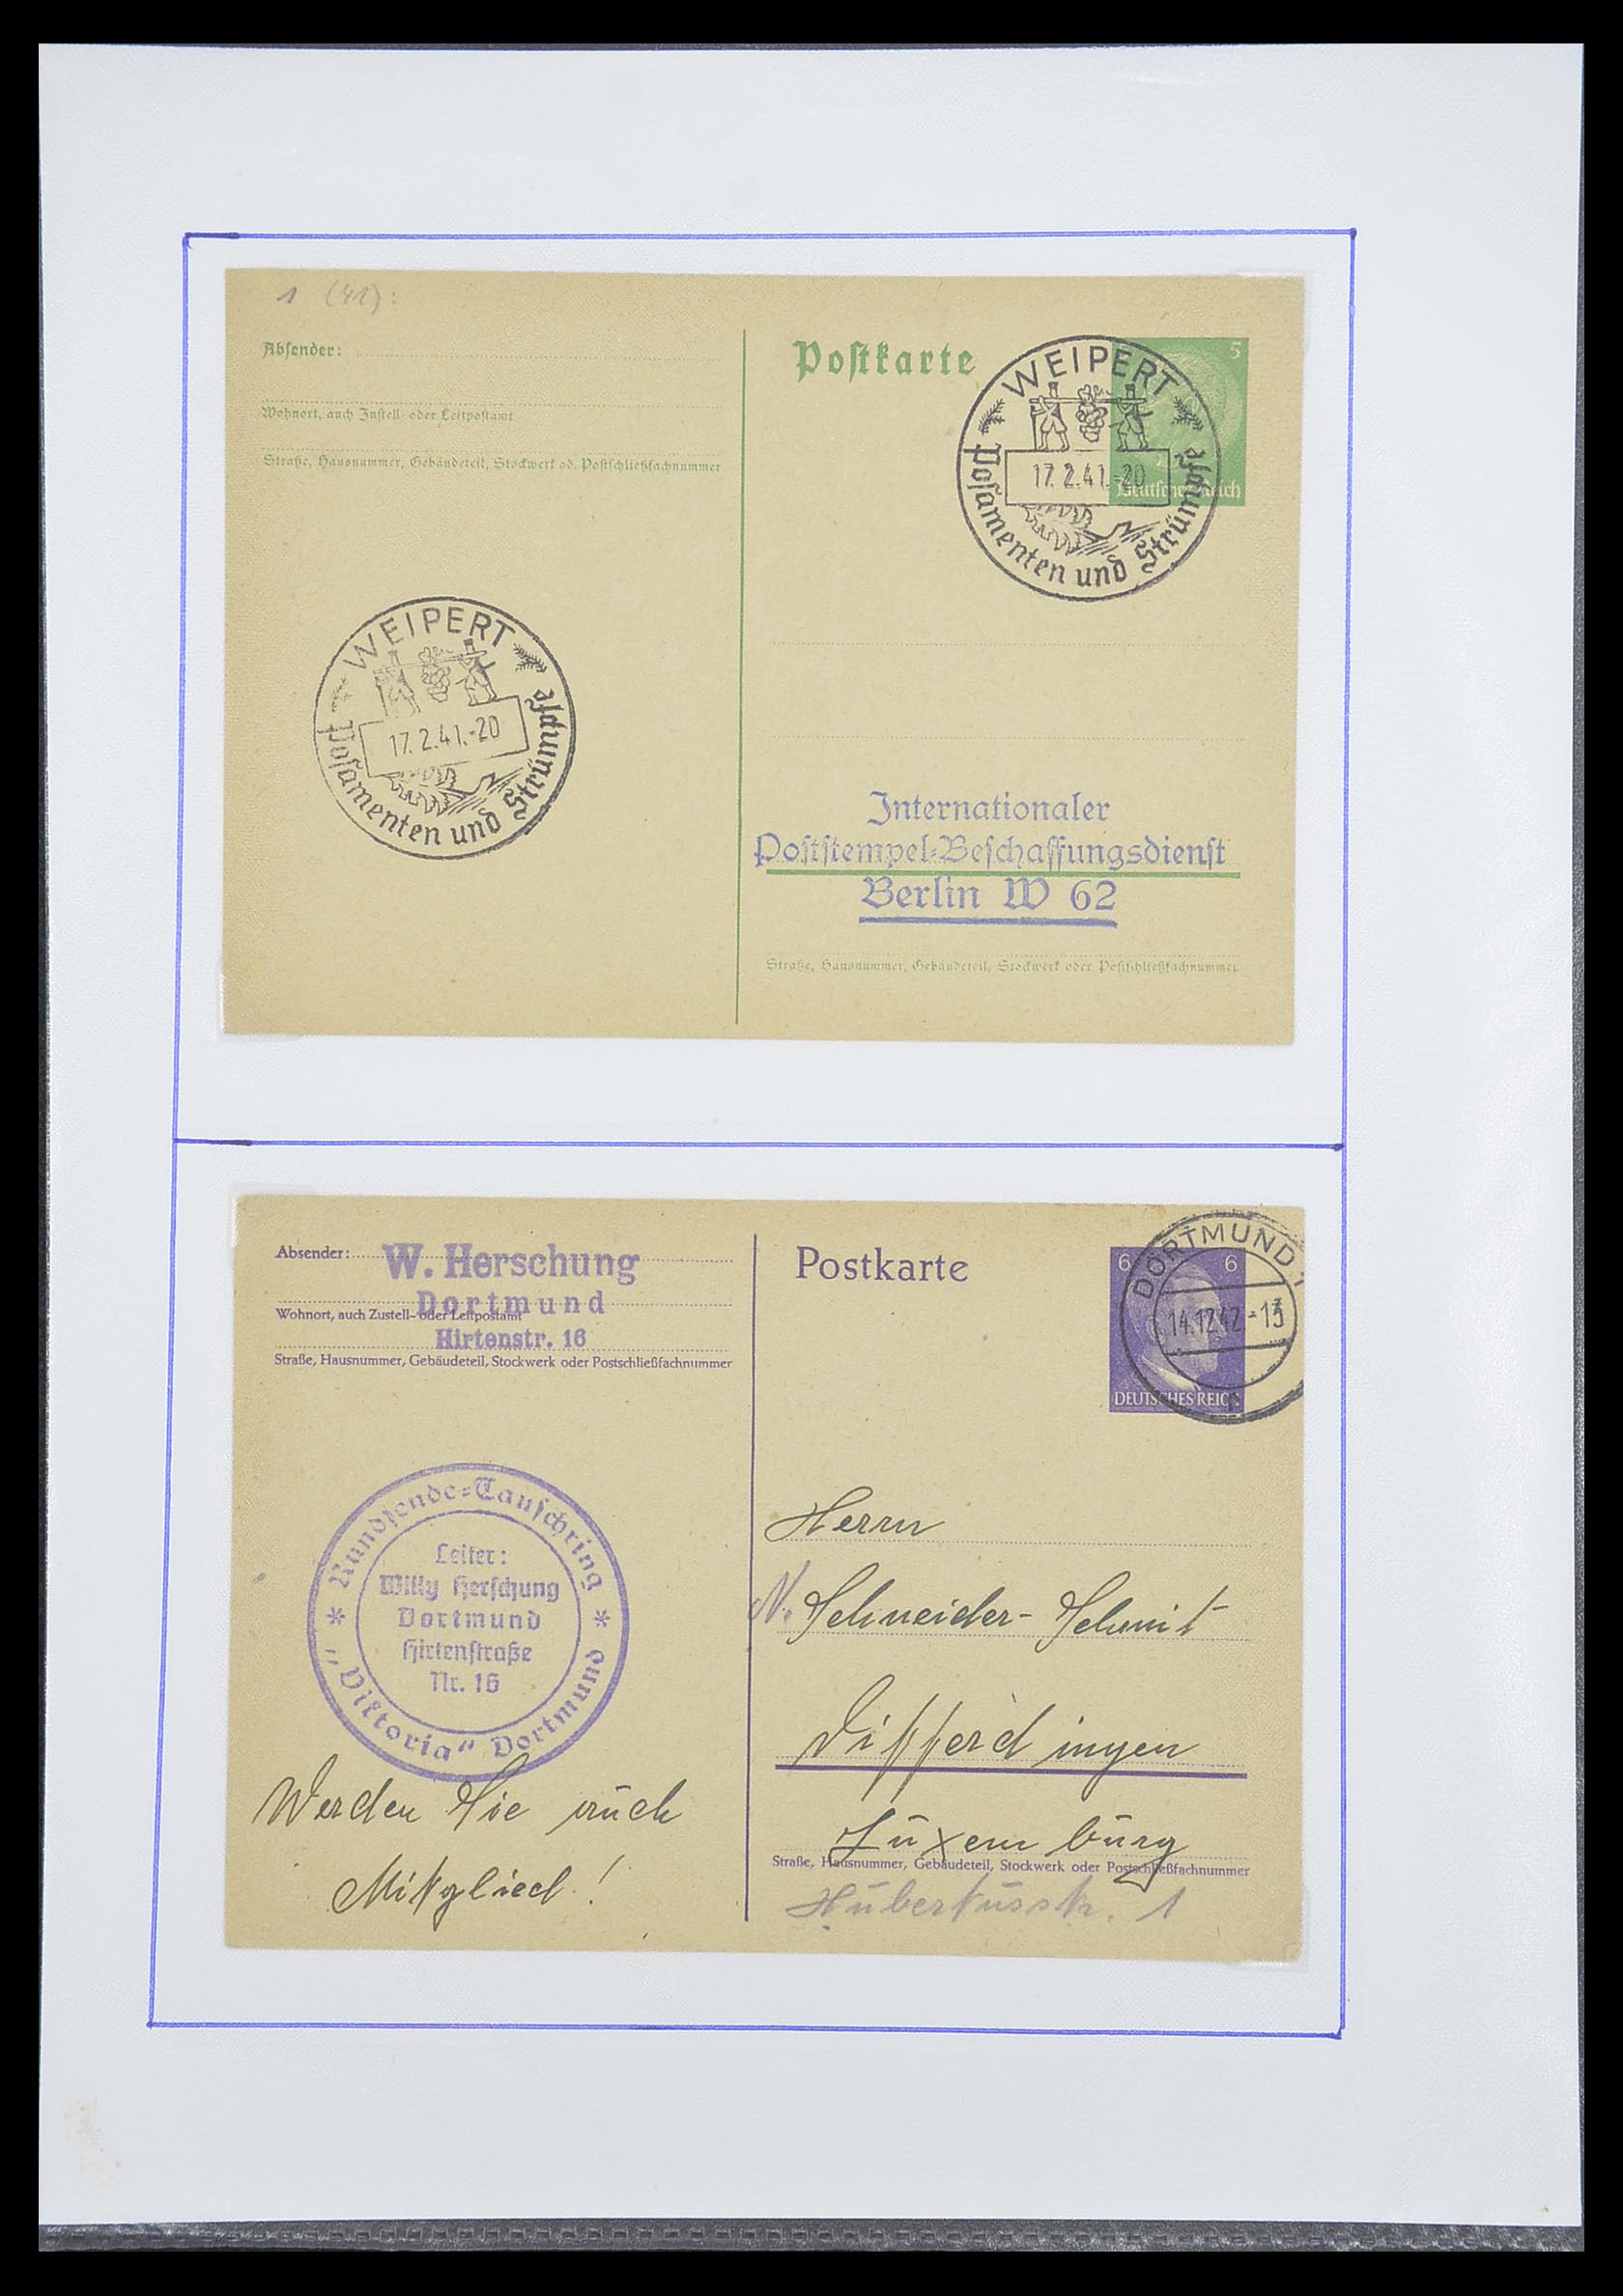 1 (41):
Absender:
Wohnort, auch Zustell- oder Leitpostamt
Straße, Hausnummer, Gebäudeteil, Stockwerk od. Postschließfachnummer
Postkarte
5
Deutsches Reich
WEIPERT
17.2.41.-20
Posamenten und Strümpfe
WEIPERT
17.2.41.-20
Posamenten und Strümpfe
Internationaler
Poststempel-Beschaffungsdienst
Berlin W 62
Straße, Hausnummer, Gebäudeteil, Stockwerk oder Postschließfachnummer
Absender:
W. Herschung
Dortmund
Wohnort, auch Zustell- oder Leitpostamt
Hirtenstr. 16
Straße, Hausnummer, Gebäudeteil, Stockwerk oder Postschließfachnummer
Postkarte
6 6
DEUTSCHES REICH
DORTMUND 1
14.12.42.-13
Rundsende-Tauschring
Leiter:
Willy Herschung
Dortmund
Hirtenstraße
Nr. 16
"Viktoria" Dortmund
Werden Sie auch
Mitglied!
Herrn
N. Schneider-Schmit
Differdingen
Luxemburg
Straße, Hausnummer, Gebäudeteil, Stockwerk oder Postschließfachnummer
Hubertusstr. 1